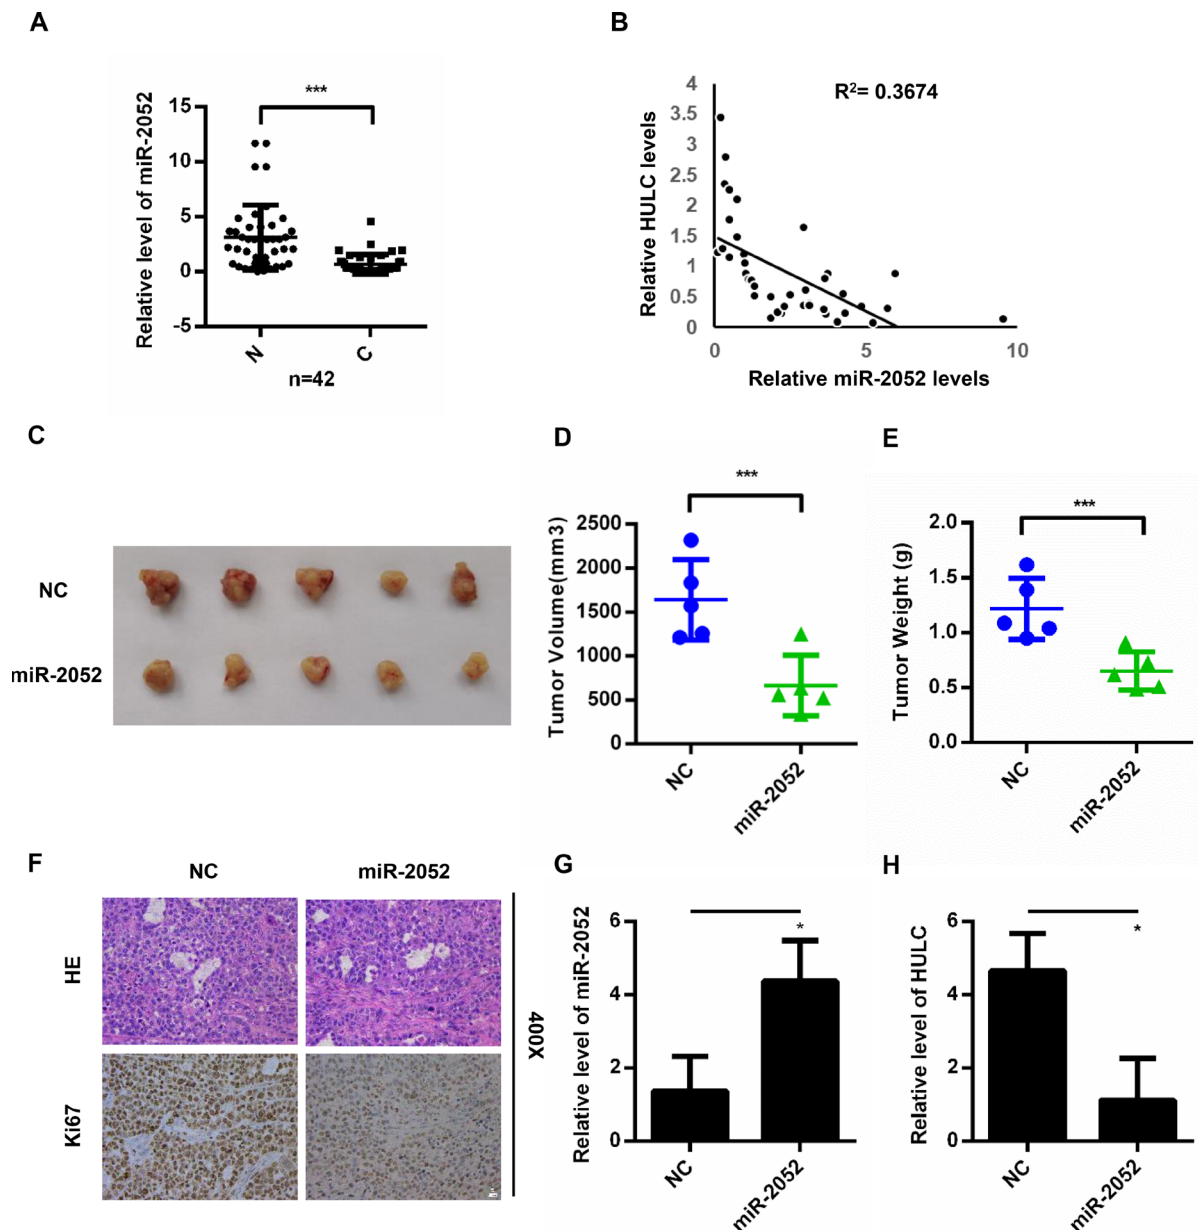 A
Relative level of miR-2052
15
10
5
0
−5
***
N
C
n=42
B
Relative HULC levels
4
3.5
3
2.5
2
1.5
1
0.5
0
R²= 0.3674
0
5
10
Relative miR-2052 levels
C
NC
miR-2052
D
Tumor Volume(mm3)
2500
2000
1500
1000
500
0
***
NC
miR-2052
E
Tumor Weight (g)
2.0
1.5
1.0
0.5
0.0
***
NC
miR-2052
F
NC
miR-2052
HE
Ki67
400X
G
Relative level of miR-2052
6
4
2
0
*
NC
miR-2052
H
Relative level of HULC
6
4
2
0
*
NC
miR-2052